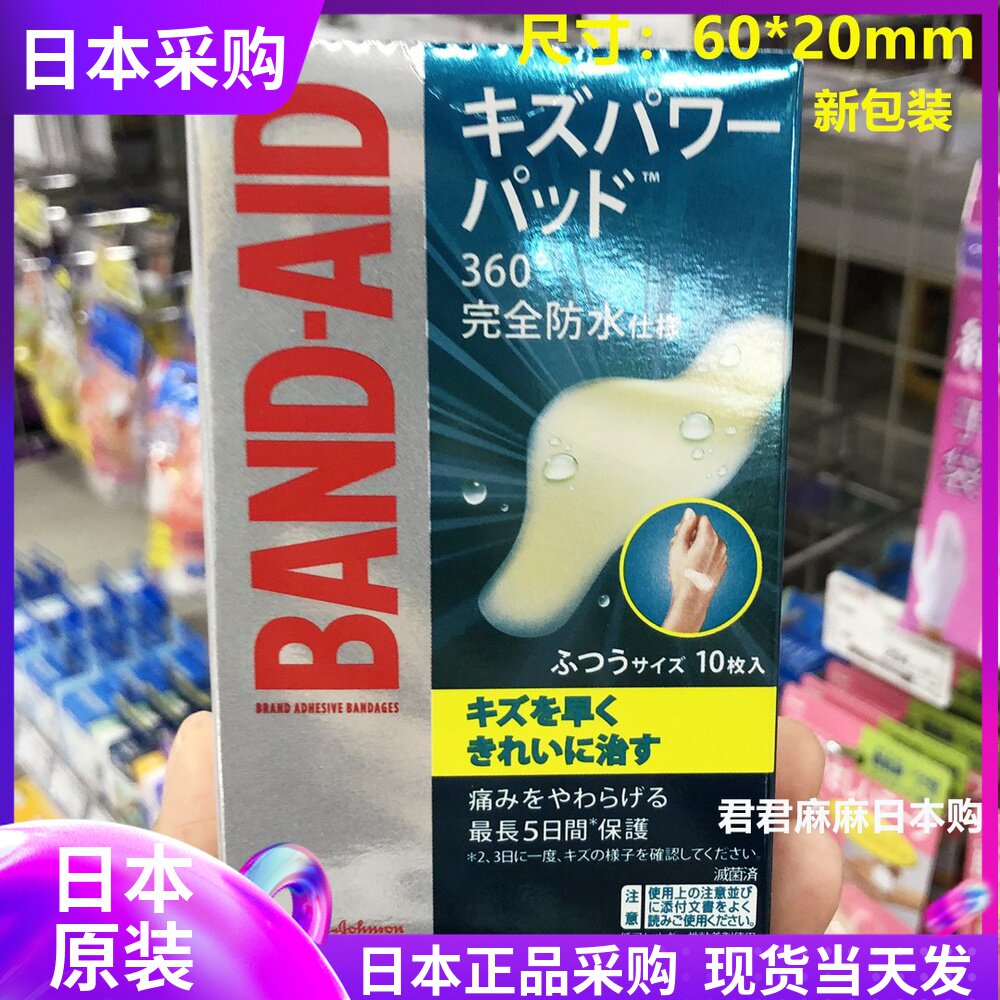 日本采购
尺寸：60*20mm
新包装
BAND-AID
BRAND ADHESIVE BANDAGES
キズパワー
パッド™
360°
完全防水仕様
ふつうサイズ 10枚入
キズを早く
きれいに治す
痛みをやわらげる
最長5日間*保護
*2、3日に一度、キズの様子を確認してください。
滅菌済
注意
使用上の注意並び
に添付文書をよく
読みご使用ください。
君君麻麻日本购
Johnson
日本
原装
日本正品采购 现货当天发